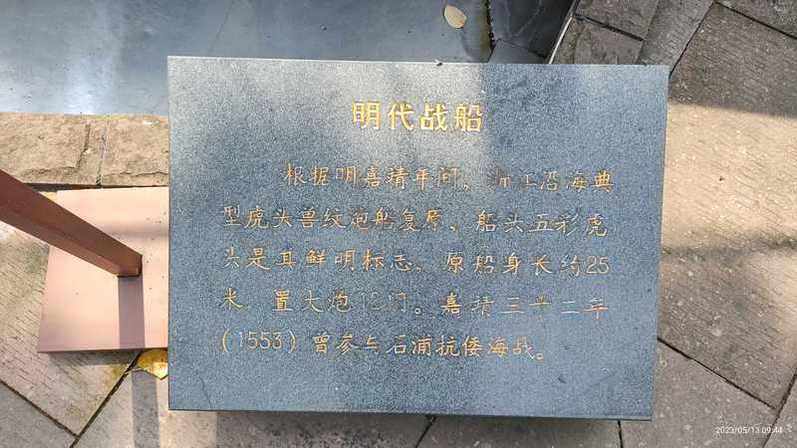 明代战船
根据明嘉靖年间，浙江沿海典
型虎头兽纹炮船复原、船头五彩虎
头是其鲜明标志。原船身长约25
米，置大炮12门。嘉靖三十二年
(1553)曾参与石浦抗倭海战。
2023/05/13 09:44